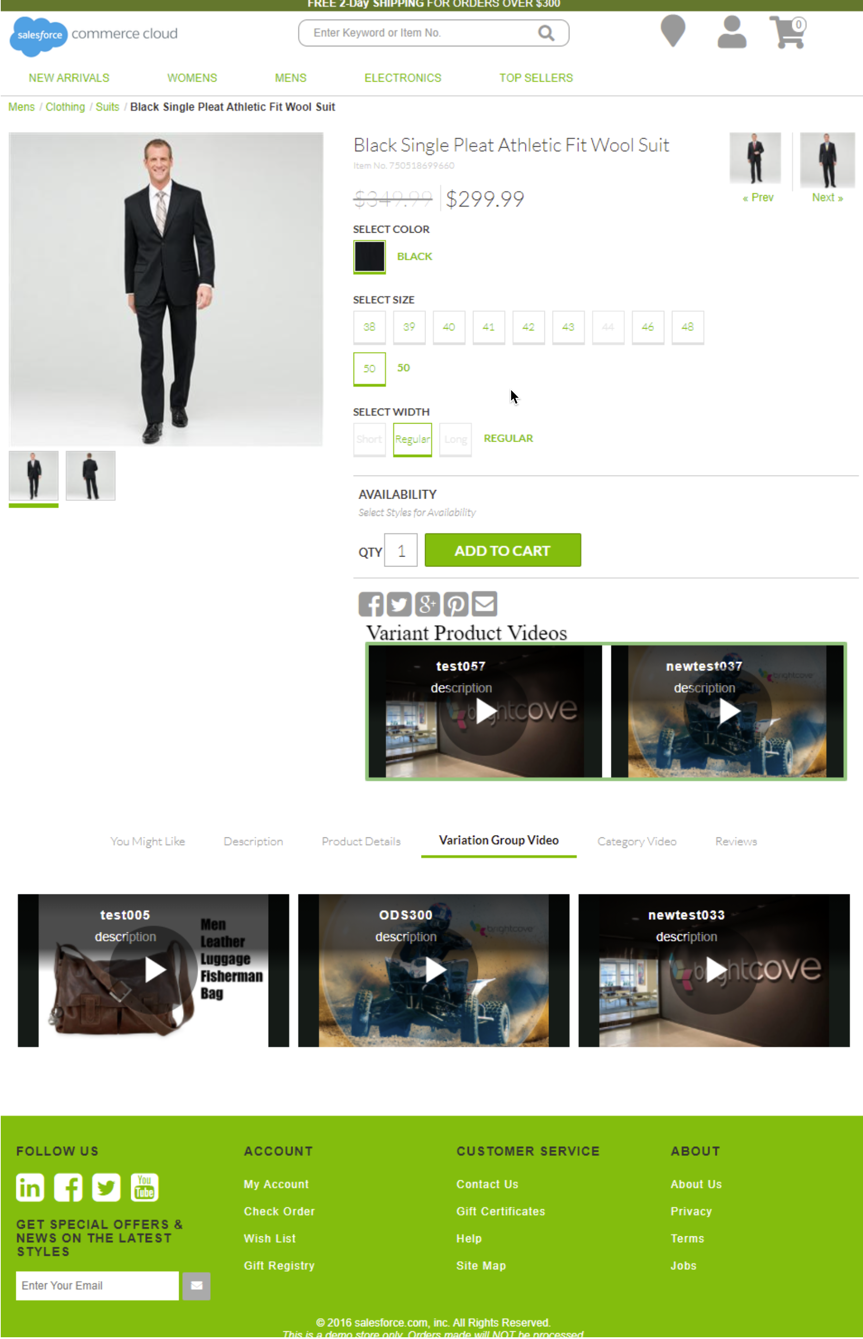 FREE 2-Day SHIPPING FOR ORDERS OVER $300
salesforce commerce cloud
Enter Keyword or Item No.
0
NEW ARRIVALS WOMENS MENS ELECTRONICS TOP SELLERS
Mens / Clothing / Suits / Black Single Pleat Athletic Fit Wool Suit
Black Single Pleat Athletic Fit Wool Suit
Item No. 750518699660
$349.99 $299.99
« Prev Next »
SELECT COLOR
BLACK
SELECT SIZE
38 39 40 41 42 43 44 46 48
50 50
SELECT WIDTH
Short Regular Long REGULAR
AVAILABILITY
Select Styles for Availability
QTY 1 ADD TO CART
Variant Product Videos
test057 newtest037
description description
brightcove brightcove
You Might Like Description Product Details Variation Group Video Category Video Reviews
test005 ODS300 newtest033
description description description
Men
Leather
Luggage
Fisherman
Bag
brightcove brightcove
FOLLOW US ACCOUNT CUSTOMER SERVICE ABOUT
in f You Tube
My Account Contact Us About Us
Check Order Gift Certificates Privacy
Wish List Help Terms
Gift Registry Site Map Jobs
GET SPECIAL OFFERS &
NEWS ON THE LATEST
STYLES
Enter Your Email
© 2016 salesforce.com, inc. All Rights Reserved.
This is a demo store only. Orders made will NOT be processed.